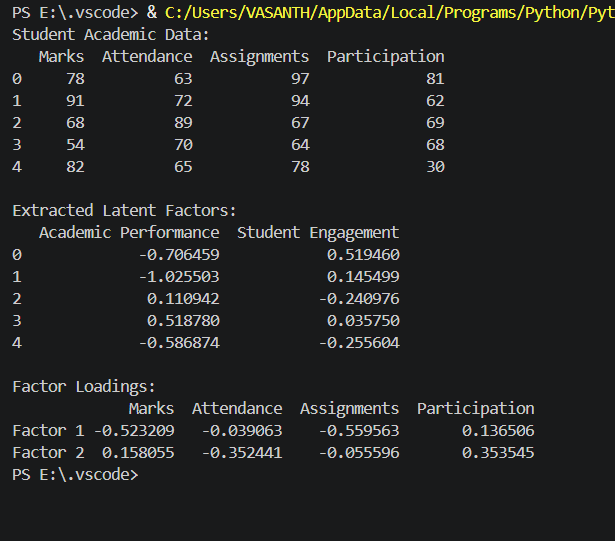 PS E:\.vscode> & C:/Users/VASANTH/AppData/Local/Programs/Python/Pyt
Student Academic Data:
   Marks  Attendance  Assignments  Participation
0     78          63           97             81
1     91          72           94             62
2     68          89           67             69
3     54          70           64             68
4     82          65           78             30

Extracted Latent Factors:
   Academic Performance  Student Engagement
0             -0.706459            0.519460
1             -1.025503            0.145499
2              0.110942           -0.240976
3              0.518780            0.035750
4             -0.586874           -0.255604

Factor Loadings:
             Marks  Attendance  Assignments  Participation
Factor 1 -0.523209   -0.039063    -0.559563       0.136506
Factor 2  0.158055   -0.352441    -0.055596       0.353545
PS E:\.vscode>